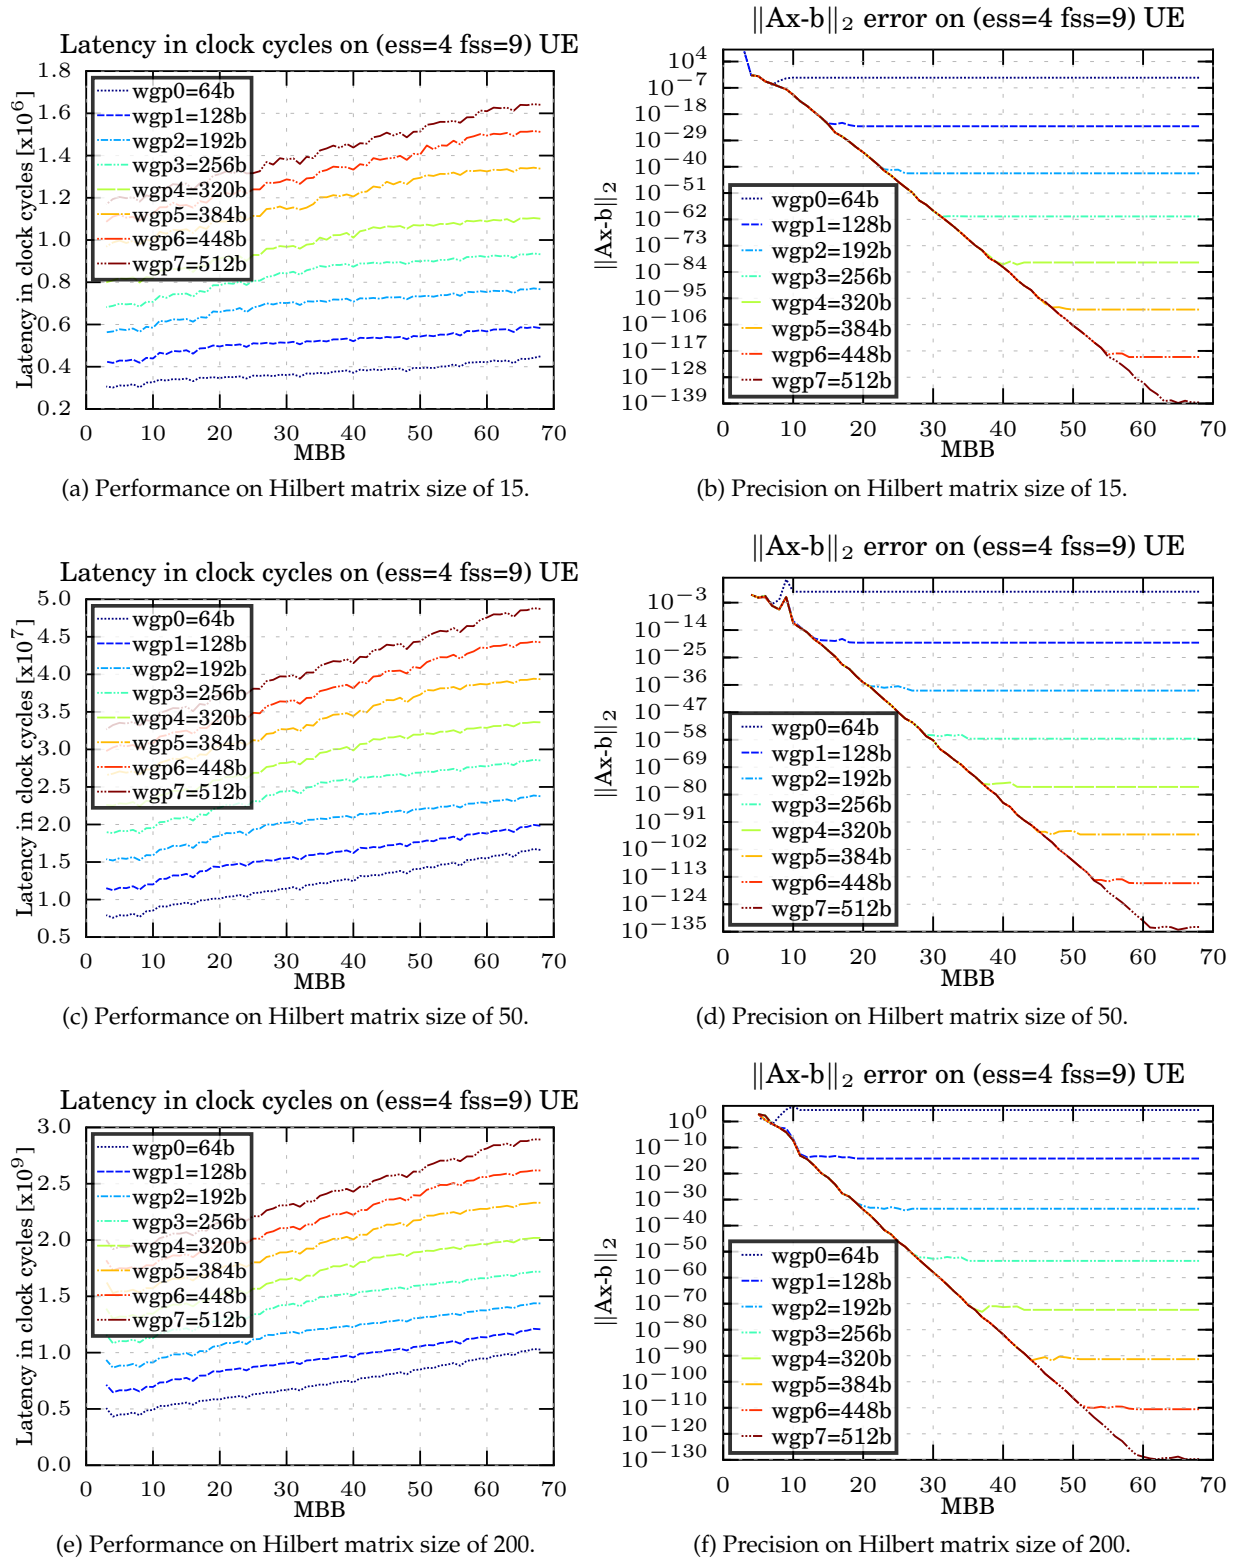 Latency in clock cycles on (ess=4 fss=9) UE
Latency in clock cycles [x10^6]
1.8
1.6
1.4
1.2
1.0
0.8
0.6
0.4
0.2
wgp0=64b
wgp1=128b
wgp2=192b
wgp3=256b
wgp4=320b
wgp5=384b
wgp6=448b
wgp7=512b
0 10 20 30 40 50 60 70
MBB
(a) Performance on Hilbert matrix size of 15.
‖Ax-b‖_2 error on (ess=4 fss=9) UE
‖Ax-b‖_2
10^4
10^-7
10^-18
10^-29
10^-40
10^-51
10^-62
10^-73
10^-84
10^-95
10^-106
10^-117
10^-128
10^-139
wgp0=64b
wgp1=128b
wgp2=192b
wgp3=256b
wgp4=320b
wgp5=384b
wgp6=448b
wgp7=512b
0 10 20 30 40 50 60 70
MBB
(b) Precision on Hilbert matrix size of 15.
Latency in clock cycles on (ess=4 fss=9) UE
Latency in clock cycles [x10^7]
5.0
4.5
4.0
3.5
3.0
2.5
2.0
1.5
1.0
0.5
wgp0=64b
wgp1=128b
wgp2=192b
wgp3=256b
wgp4=320b
wgp5=384b
wgp6=448b
wgp7=512b
0 10 20 30 40 50 60 70
MBB
(c) Performance on Hilbert matrix size of 50.
‖Ax-b‖_2 error on (ess=4 fss=9) UE
‖Ax-b‖_2
10^-3
10^-14
10^-25
10^-36
10^-47
10^-58
10^-69
10^-80
10^-91
10^-102
10^-113
10^-124
10^-135
wgp0=64b
wgp1=128b
wgp2=192b
wgp3=256b
wgp4=320b
wgp5=384b
wgp6=448b
wgp7=512b
0 10 20 30 40 50 60 70
MBB
(d) Precision on Hilbert matrix size of 50.
Latency in clock cycles on (ess=4 fss=9) UE
Latency in clock cycles [x10^9]
3.0
2.5
2.0
1.5
1.0
0.5
0.0
wgp0=64b
wgp1=128b
wgp2=192b
wgp3=256b
wgp4=320b
wgp5=384b
wgp6=448b
wgp7=512b
0 10 20 30 40 50 60 70
MBB
(e) Performance on Hilbert matrix size of 200.
‖Ax-b‖_2 error on (ess=4 fss=9) UE
‖Ax-b‖_2
10^0
10^-10
10^-20
10^-30
10^-40
10^-50
10^-60
10^-70
10^-80
10^-90
10^-100
10^-110
10^-120
10^-130
wgp0=64b
wgp1=128b
wgp2=192b
wgp3=256b
wgp4=320b
wgp5=384b
wgp6=448b
wgp7=512b
0 10 20 30 40 50 60 70
MBB
(f) Precision on Hilbert matrix size of 200.